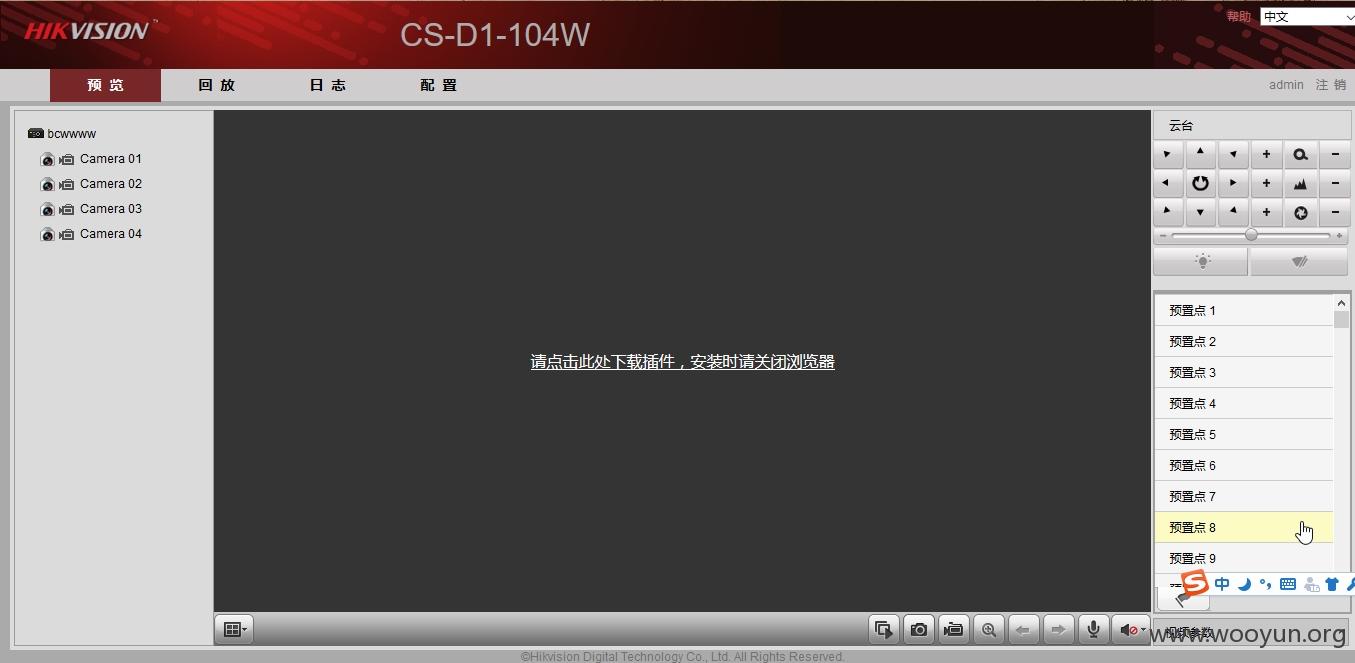 HIKVISION™
CS-D1-104W
帮助 中文
预览 回放 日志 配置 admin 注销
bcwwww
Camera 01
Camera 02
Camera 03
Camera 04
请点击此处下载插件，安装时请关闭浏览器
云台
预置点 1
预置点 2
预置点 3
预置点 4
预置点 5
预置点 6
预置点 7
预置点 8
预置点 9
S 中
视频参数
www.wooyun.org
©Hikvision Digital Technology Co., Ltd. All Rights Reserved.